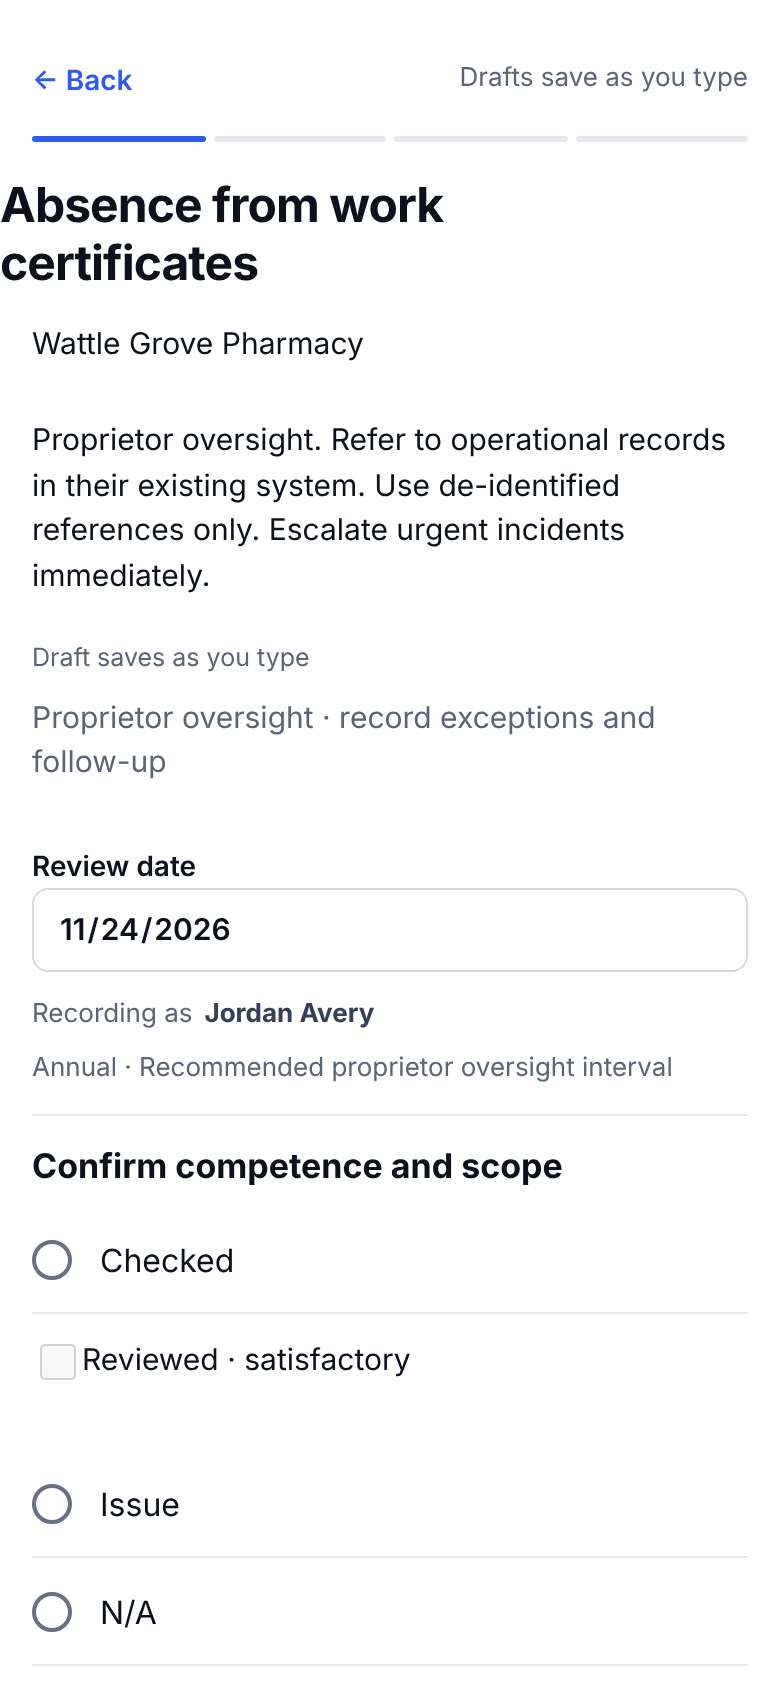 ← Back
Drafts save as you type
Absence from work
certificates
Wattle Grove Pharmacy
Proprietor oversight. Refer to operational records
in their existing system. Use de-identified
references only. Escalate urgent incidents
immediately.
Draft saves as you type
Proprietor oversight · record exceptions and
follow-up
Review date
11/24/2026
Recording as Jordan Avery
Annual · Recommended proprietor oversight interval
Confirm competence and scope
Checked
Reviewed · satisfactory
Issue
N/A